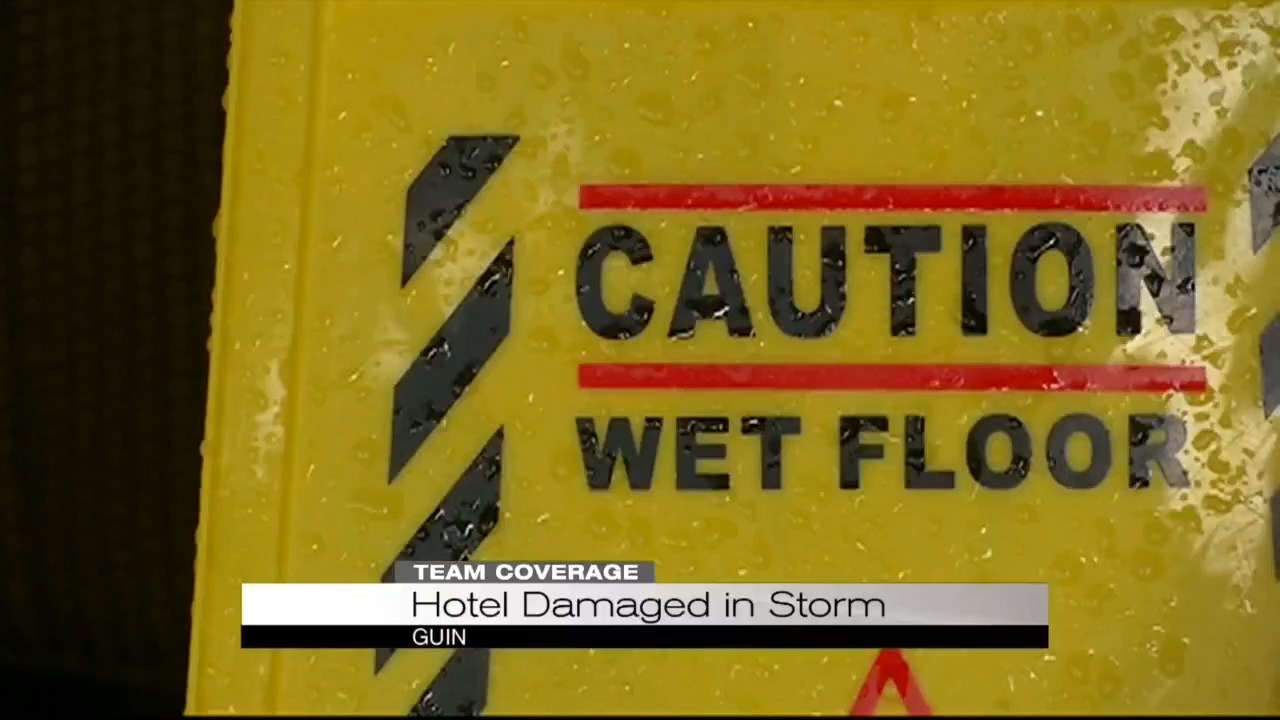 CAUTION
WET FLOOR
TEAM COVERAGE
Hotel Damaged in Storm
GUIN